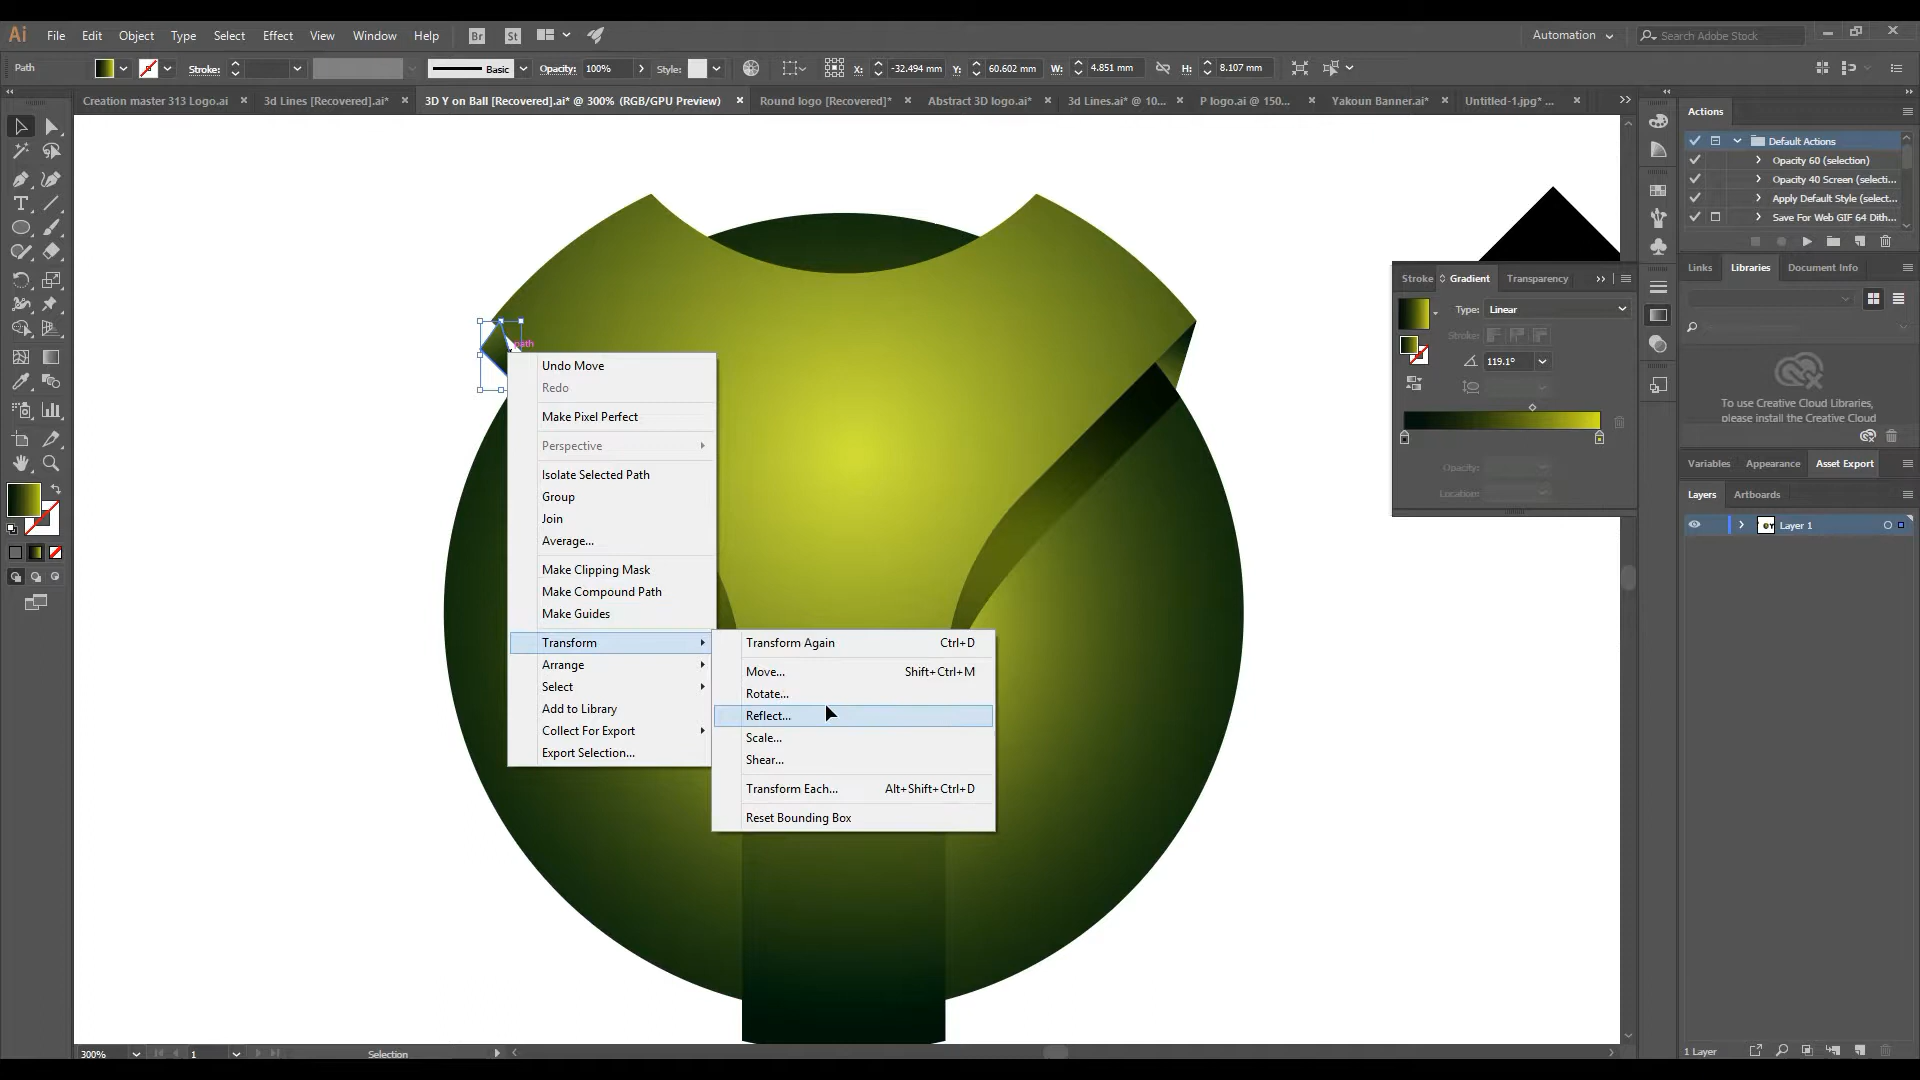 Ai File Edit Object Type Select Effect View Window Help Br St Automation Search Adobe Stock
Path Stroke: Basic Opacity: 100% Style: X: -32.494 mm Y: 60.602 mm W: 4.851 mm H: 8.107 mm
Creation master 313 Logo.ai 3d Lines [Recovered].ai* 3D Y on Ball [Recovered].ai* @ 300% (RGB/GPU Preview) Round logo [Recovered]* Abstract 3D logo.ai* 3d Lines.ai* @ 10... P logo.ai @ 150... Yakoun Banner.ai* Untitled-1.jpg* ...
path
Undo Move
Redo
Make Pixel Perfect
Perspective
Isolate Selected Path
Group
Join
Average...
Make Clipping Mask
Make Compound Path
Make Guides
Transform
Arrange
Select
Add to Library
Collect For Export
Export Selection...
Transform Again Ctrl+D
Move... Shift+Ctrl+M
Rotate...
Reflect...
Scale...
Shear...
Transform Each... Alt+Shift+Ctrl+D
Reset Bounding Box
Stroke Gradient Transparency
Type: Linear
Stroke:
119.1°
Opacity:
Location:
Actions
Default Actions
Opacity 60 (selection)
Opacity 40 Screen (selecti...
Apply Default Style (select...
Save For Web GIF 64 Dith...
Links Libraries Document Info
To use Creative Cloud Libraries,
please install the Creative Cloud
Variables Appearance Asset Export
Layers Artboards
Layer 1
1 Layer
300% 1 Selection